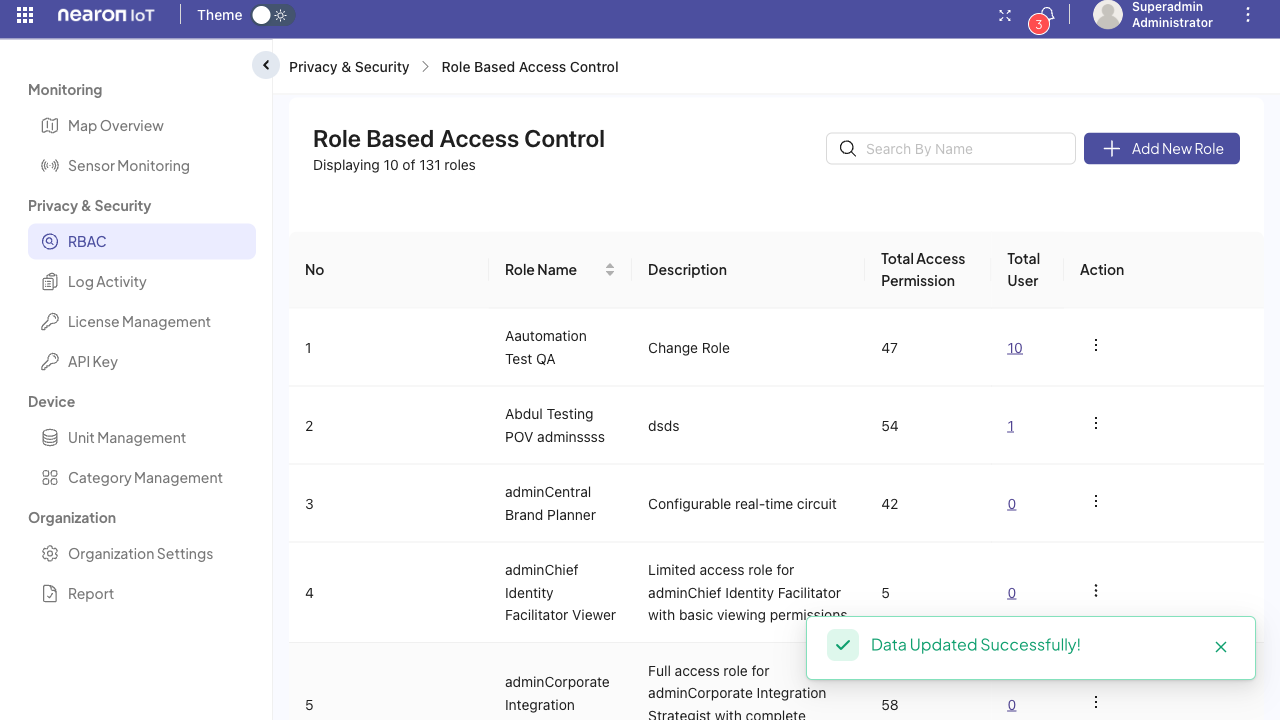 nearon IoT
Theme
3
Superadmin
Administrator
Monitoring
Map Overview
Sensor Monitoring
Privacy & Security
RBAC
Log Activity
License Management
API Key
Device
Unit Management
Category Management
Organization
Organization Settings
Report
Privacy & Security > Role Based Access Control
Role Based Access Control
Displaying 10 of 131 roles
Search By Name
Add New Role
No
Role Name
Description
Total Access
Permission
Total
User
Action
1
Aautomation
Test QA
Change Role
47
10
2
Abdul Testing
POV adminssss
dsds
54
1
3
adminCentral
Brand Planner
Configurable real-time circuit
42
0
4
adminChief
Identity
Facilitator Viewer
Limited access role for
adminChief Identity Facilitator
with basic viewing permissions
5
0
5
adminCorporate
Integration
Full access role for
adminCorporate Integration
Strategist with complete
58
0
Data Updated Successfully!